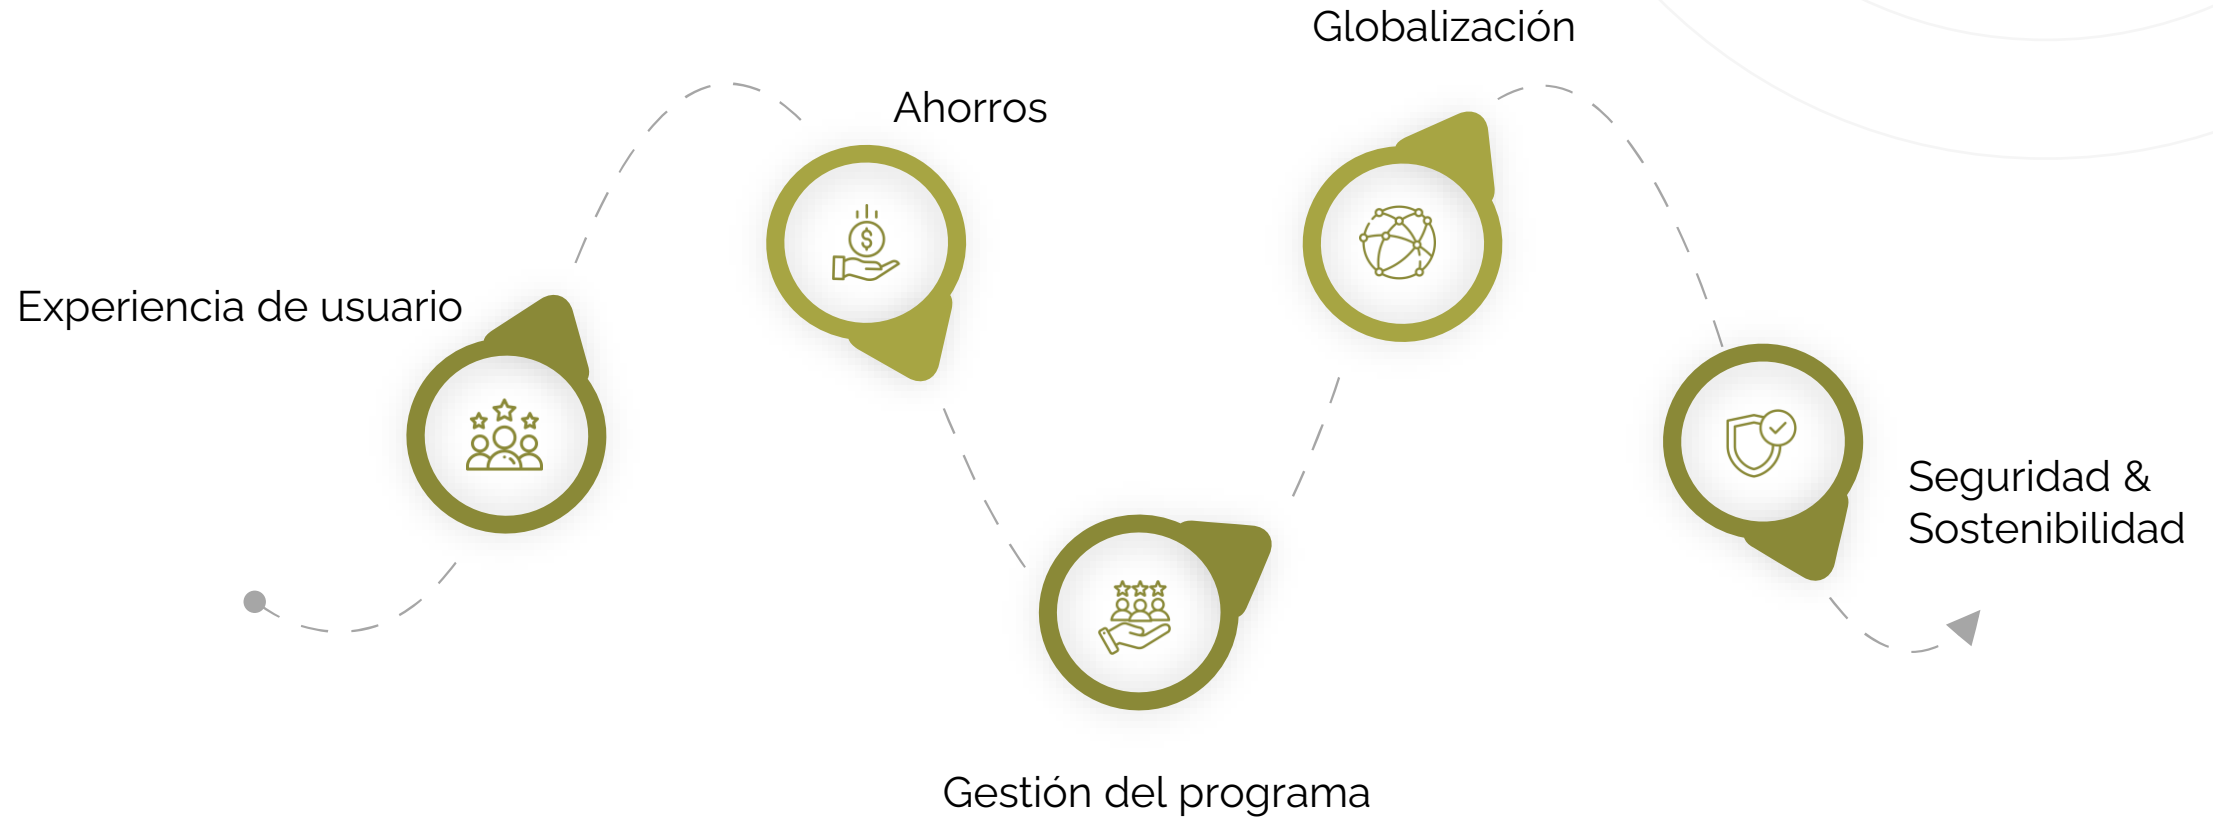 Globalización
Ahorros
Experiencia de usuario
$
Seguridad &
Sostenibilidad
Gestión del programa